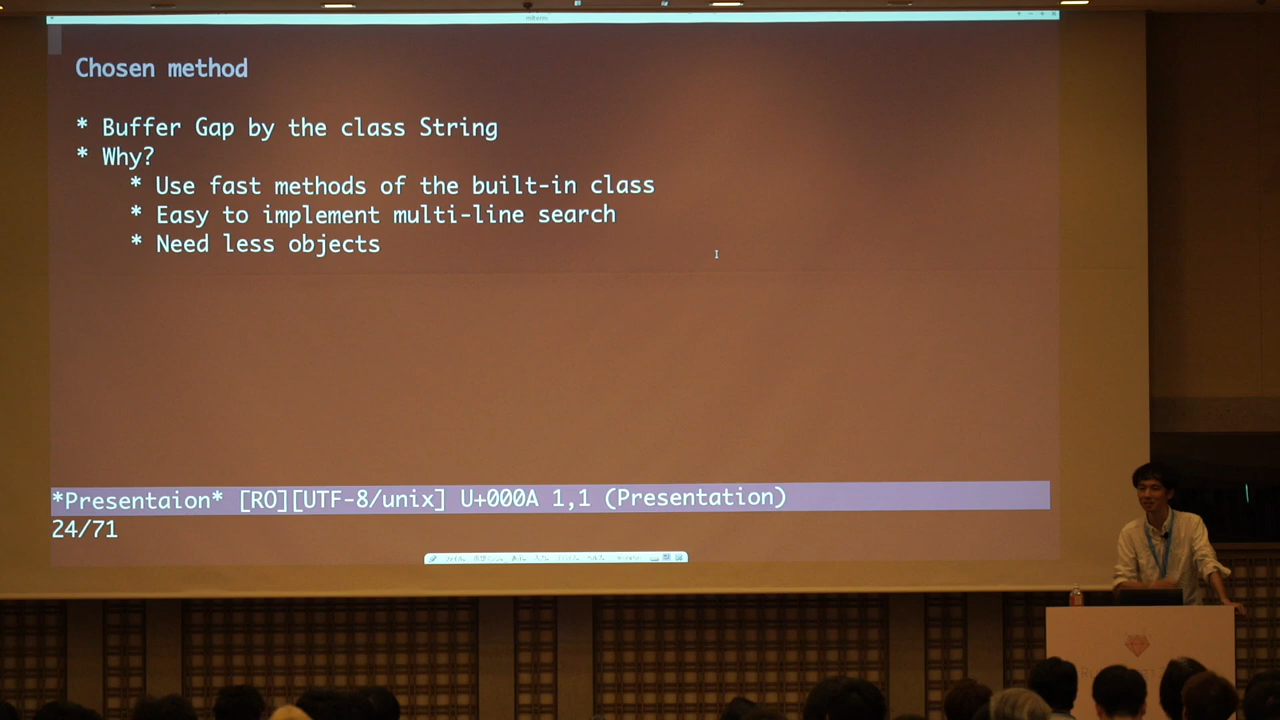 Chosen method
* Buffer Gap by the class String
* Why?
* Use fast methods of the built-in class
* Easy to implement multi-line search
* Need less objects
*Presentaion* [RO][UTF-8/unix] U+000A 1,1 (Presentation)
24/71